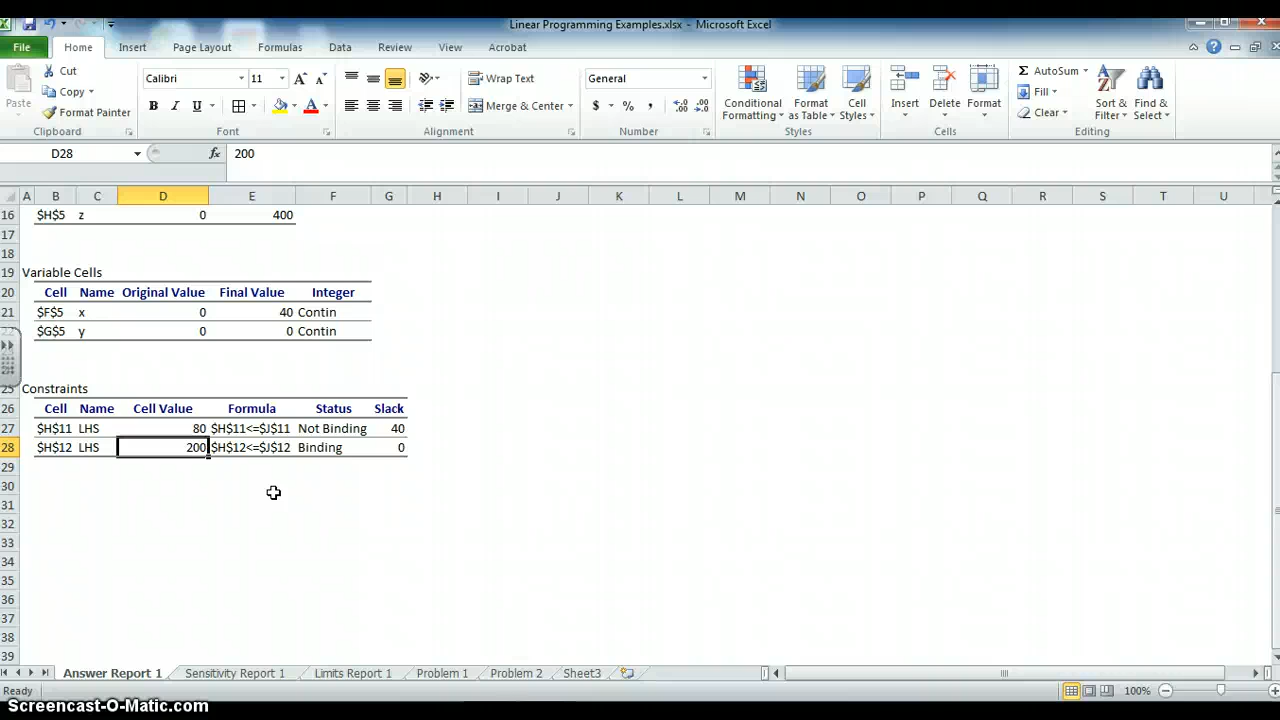 Linear Programming Examples.xlsx - Microsoft Excel
File Home Insert Page Layout Formulas Data Review View Acrobat
Paste Cut Calibri 11 A A Wrap Text General Conditional Formatting Format as Table Cell Styles Insert Delete Format Σ AutoSum Sort & Filter Find & Select
Copy B I U A Merge & Center $ % , Fill
Format Painter Clear
Clipboard Font Alignment Number Styles Cells Editing
D28 fx 200
A B C D E F G H I J K L M N O P Q R S T U
16 $H$5 z 0 400
17
18
19 Variable Cells
20 Cell Name Original Value Final Value Integer
21 $F$5 x 0 40 Contin
22 $G$5 y 0 0 Contin
25 Constraints
26 Cell Name Cell Value Formula Status Slack
27 $H$11 LHS 80 $H$11<=$J$11 Not Binding 40
28 $H$12 LHS 200 $H$12<=$J$12 Binding 0
29
30
31
32
33
34
35
36
37
38
39
Answer Report 1 Sensitivity Report 1 Limits Report 1 Problem 1 Problem 2 Sheet3
Ready 100%
Screencast-O-Matic.com